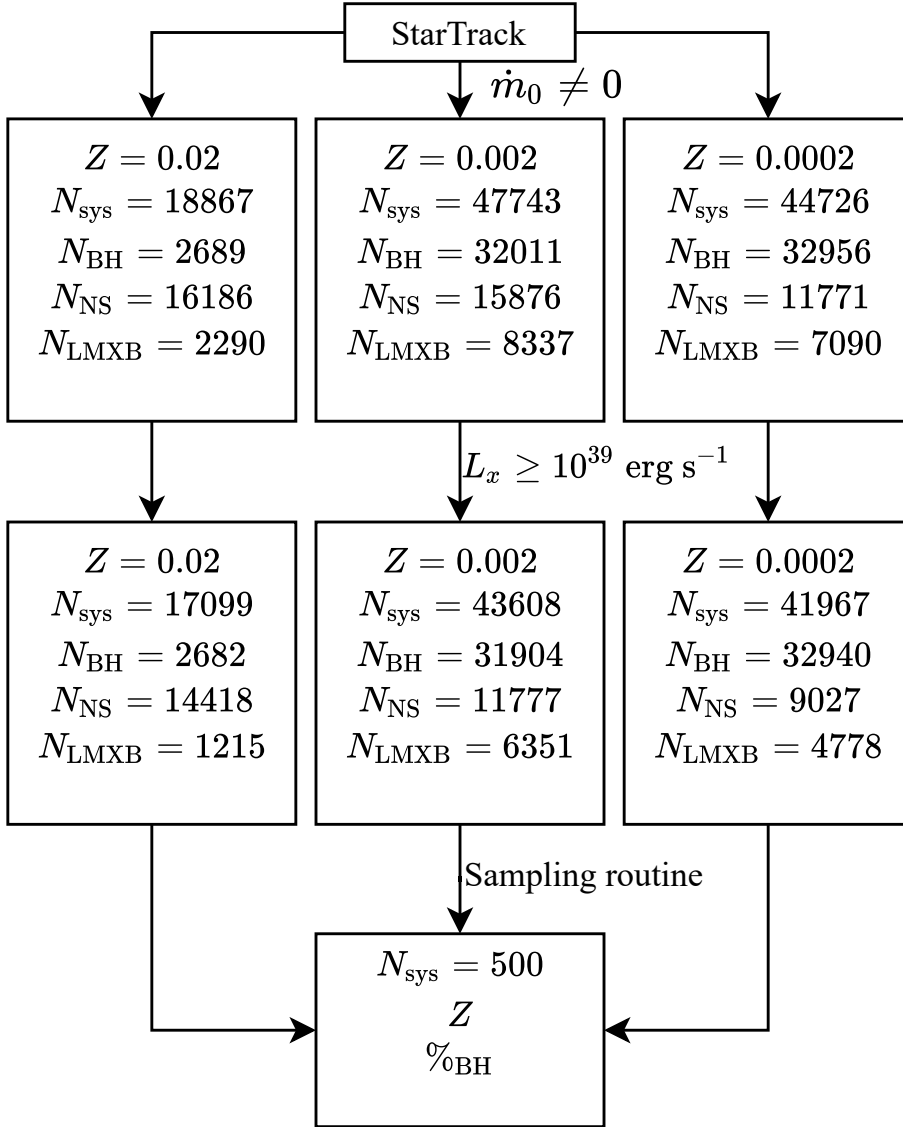 StarTrack
ṁ₀ ≠ 0
Z = 0.02
N_sys = 18867
N_BH = 2689
N_NS = 16186
N_LMXB = 2290
Z = 0.002
N_sys = 47743
N_BH = 32011
N_NS = 15876
N_LMXB = 8337
Z = 0.0002
N_sys = 44726
N_BH = 32956
N_NS = 11771
N_LMXB = 7090
L_x ≥ 10³⁹ erg s⁻¹
Z = 0.02
N_sys = 17099
N_BH = 2682
N_NS = 14418
N_LMXB = 1215
Z = 0.002
N_sys = 43608
N_BH = 31904
N_NS = 11777
N_LMXB = 6351
Z = 0.0002
N_sys = 41967
N_BH = 32940
N_NS = 9027
N_LMXB = 4778
Sampling routine
N_sys = 500
Z
%_BH